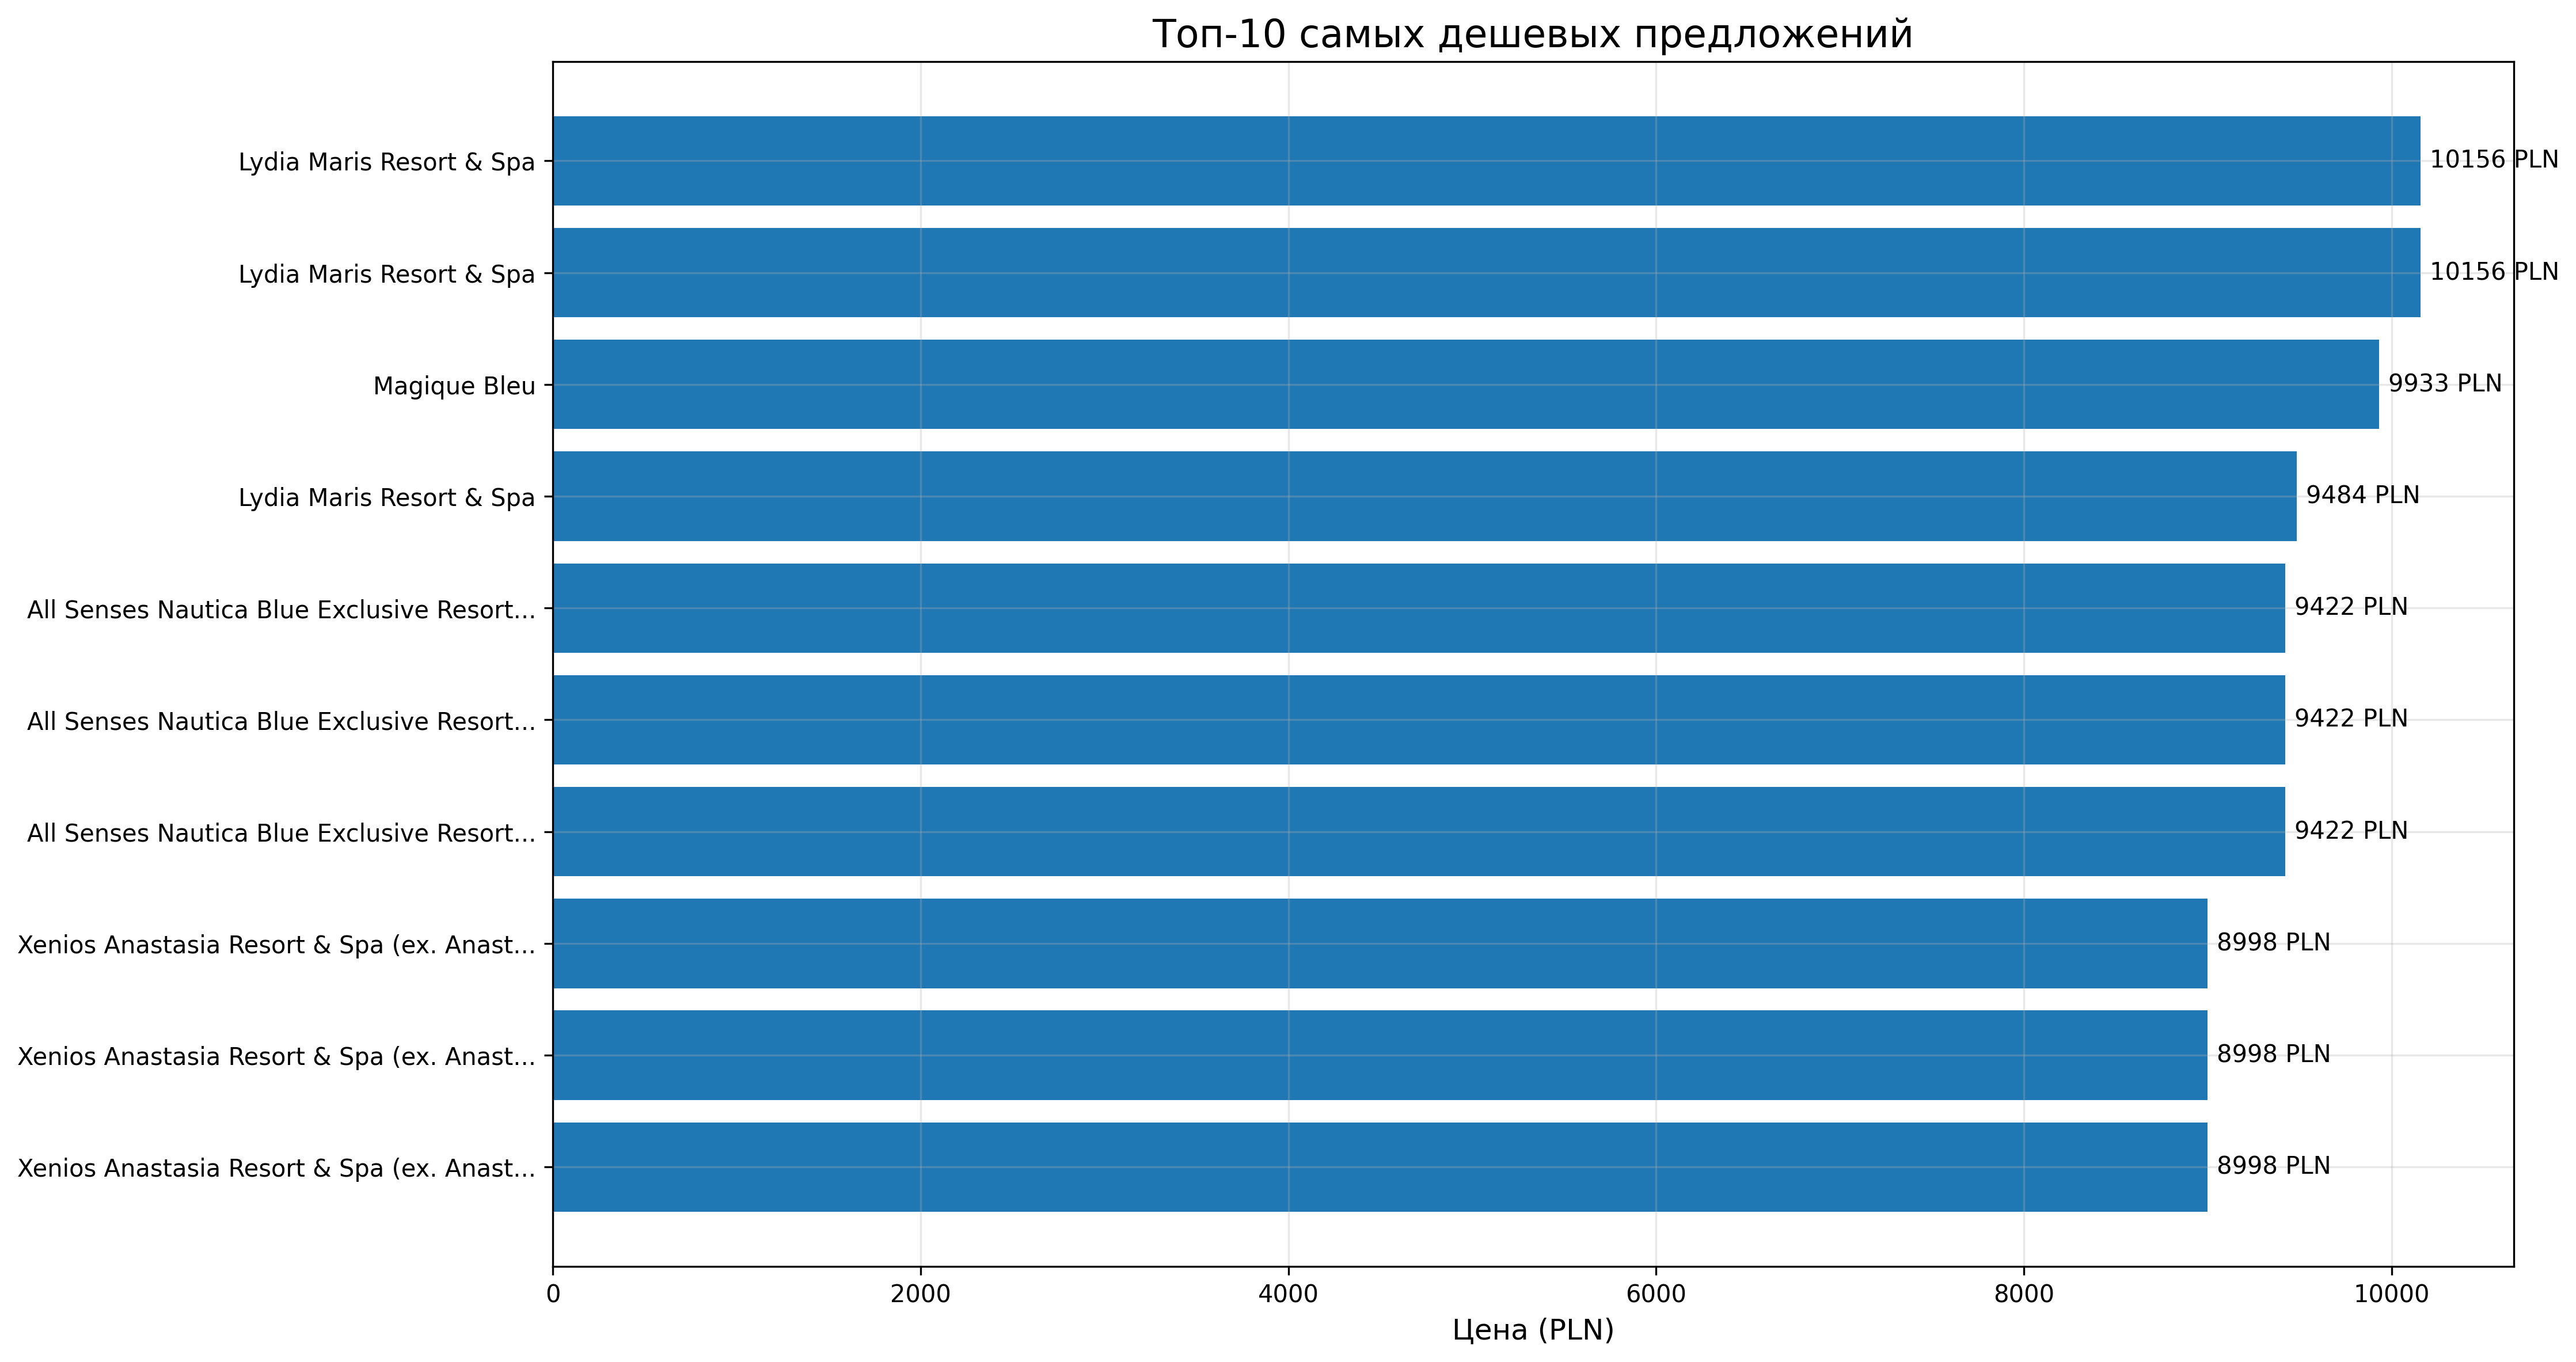 Топ-10 самых дешевых предложений
Lydia Maris Resort & Spa
10156 PLN
Lydia Maris Resort & Spa
10156 PLN
Magique Bleu
9933 PLN
Lydia Maris Resort & Spa
9484 PLN
All Senses Nautica Blue Exclusive Resort...
9422 PLN
All Senses Nautica Blue Exclusive Resort...
9422 PLN
All Senses Nautica Blue Exclusive Resort...
9422 PLN
Xenios Anastasia Resort & Spa (ex. Anast...
8998 PLN
Xenios Anastasia Resort & Spa (ex. Anast...
8998 PLN
Xenios Anastasia Resort & Spa (ex. Anast...
8998 PLN
0 2000 4000 6000 8000 10000
Цена (PLN)